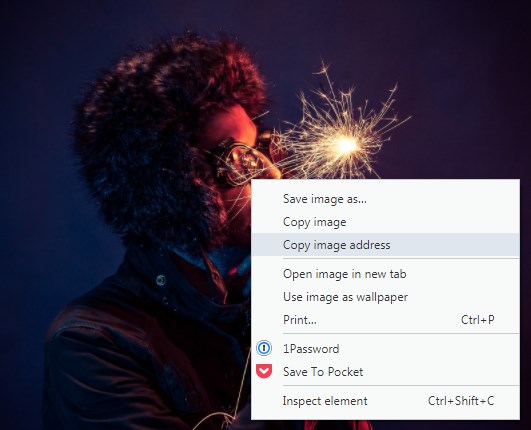 Save image as...
Copy image
Copy image address
Open image in new tab
Use image as wallpaper
Print... Ctrl+P
1Password
Save To Pocket
Inspect element Ctrl+Shift+C